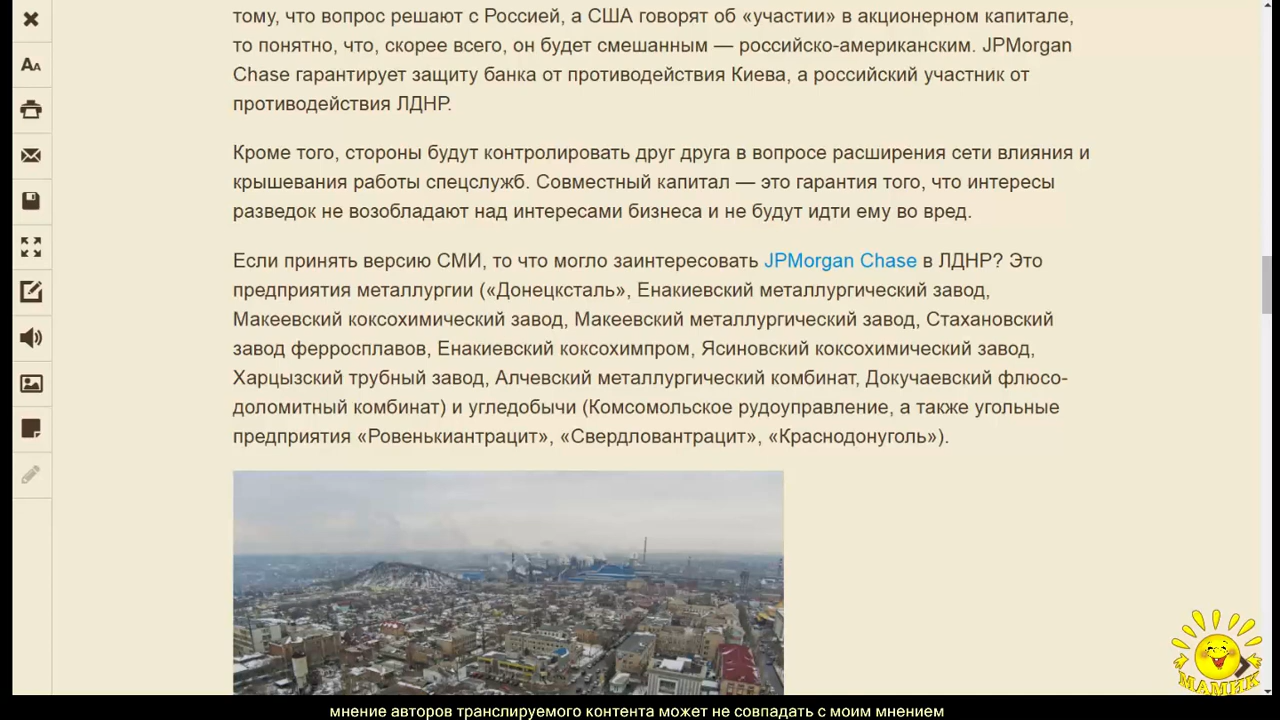 тому, что вопрос решают с Россией, а США говорят об «участии» в акционерном капитале,
то понятно, что, скорее всего, он будет смешанным — российско-американским. JPMorgan
Chase гарантирует защиту банка от противодействия Киева, а российский участник от
противодействия ЛДНР.
Кроме того, стороны будут контролировать друг друга в вопросе расширения сети влияния и
крышевания работы спецслужб. Совместный капитал — это гарантия того, что интересы
разведок не возобладают над интересами бизнеса и не будут идти ему во вред.
Если принять версию СМИ, то что могло заинтересовать JPMorgan Chase в ЛДНР? Это
предприятия металлургии («Донецксталь», Енакиевский металлургический завод,
Макеевский коксохимический завод, Макеевский металлургический завод, Стахановский
завод ферросплавов, Енакиевский коксохимпром, Ясиновский коксохимический завод,
Харцызский трубный завод, Алчевский металлургический комбинат, Докучаевский флюсо-
доломитный комбинат) и угледобычи (Комсомольское рудоуправление, а также угольные
предприятия «Ровенькиантрацит», «Свердловантрацит», «Краснодонуголь»).
МАМИК
мнение авторов транслируемого контента может не совпадать с моим мнением